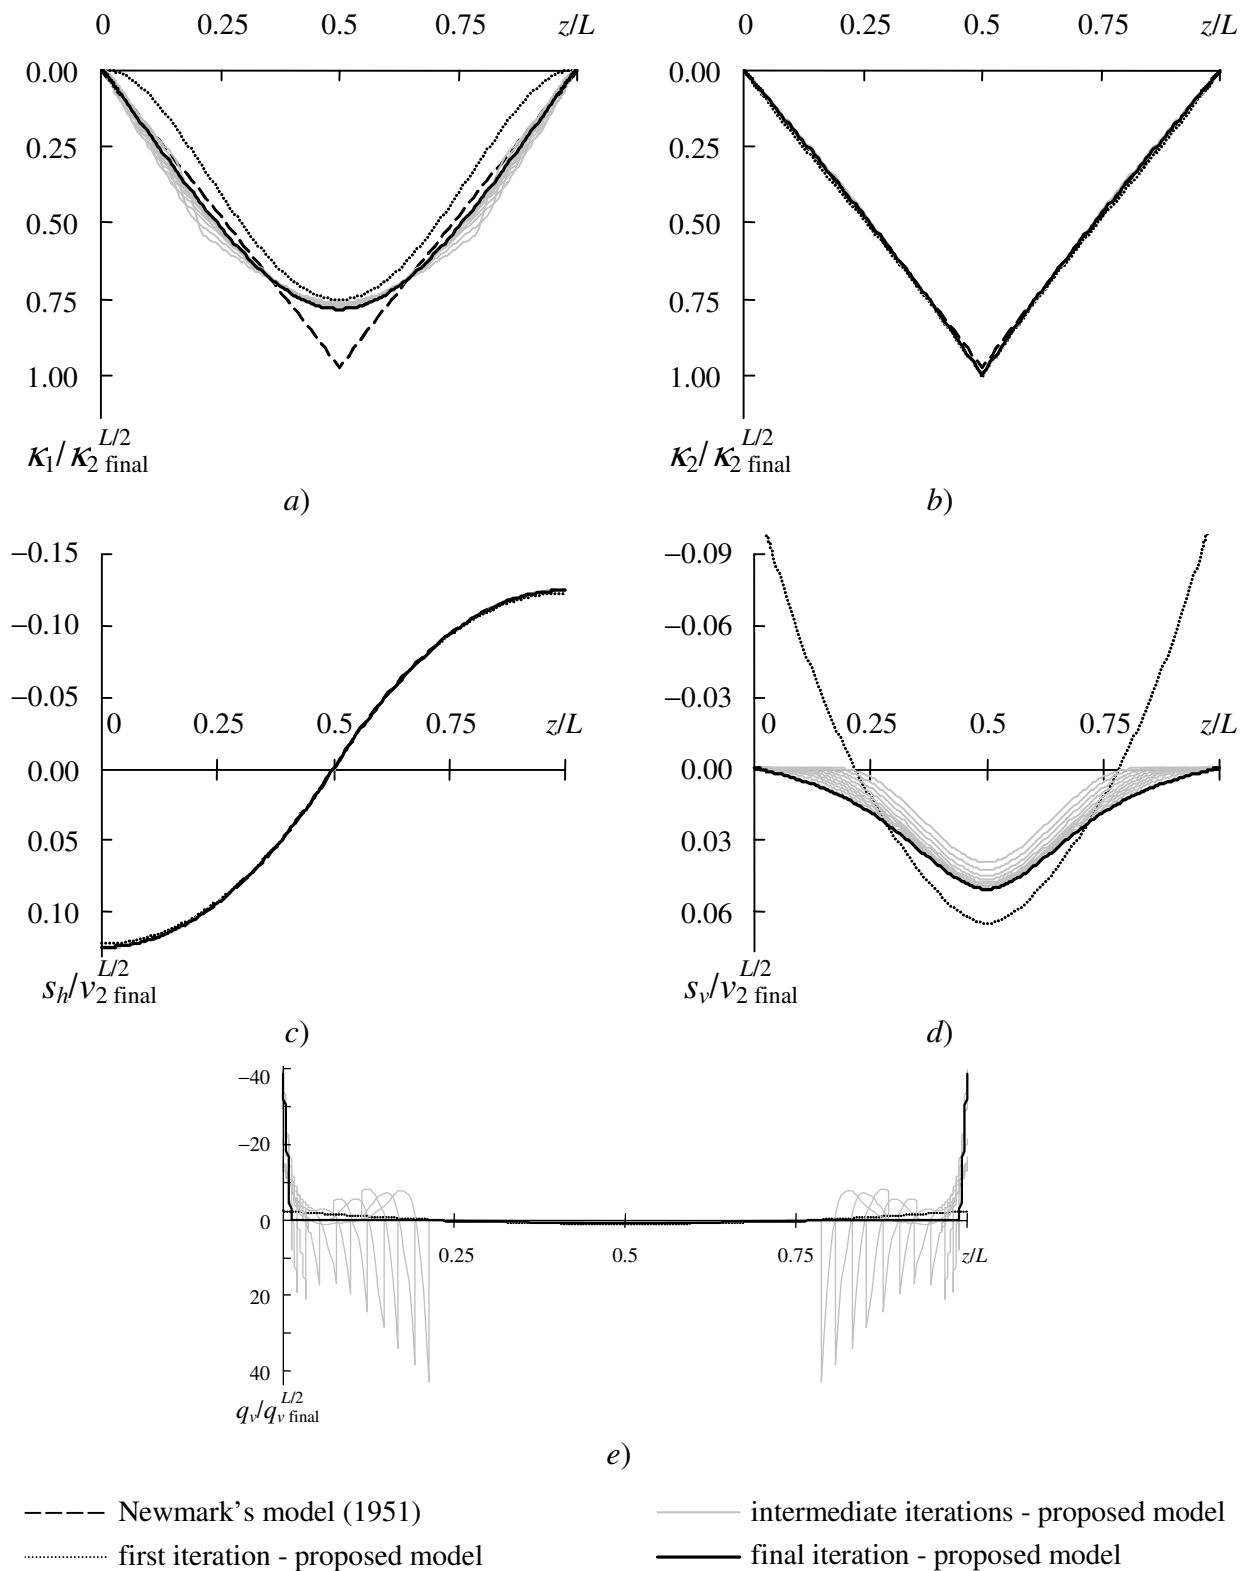 0 0.25 0.5 0.75 z/L
0.00
0.25
0.50
0.75
1.00
κ1/κ2 final L/2
a)
0 0.25 0.5 0.75 z/L
0.00
0.25
0.50
0.75
1.00
κ2/κ2 final L/2
b)
–0.15
–0.10
–0.05
0 0.25 0.5 0.75 z/L
0.00
0.05
0.10
sh/v2 final L/2
c)
–0.09
–0.06
–0.03
0 0.25 0.5 0.75 z/L
0.00
0.03
0.06
sv/v2 final L/2
d)
–40
–20
0
0.25 0.5 0.75 z/L
20
40
qv/qv final L/2
e)
Newmark's model (1951)
first iteration - proposed model
intermediate iterations - proposed model
final iteration - proposed model